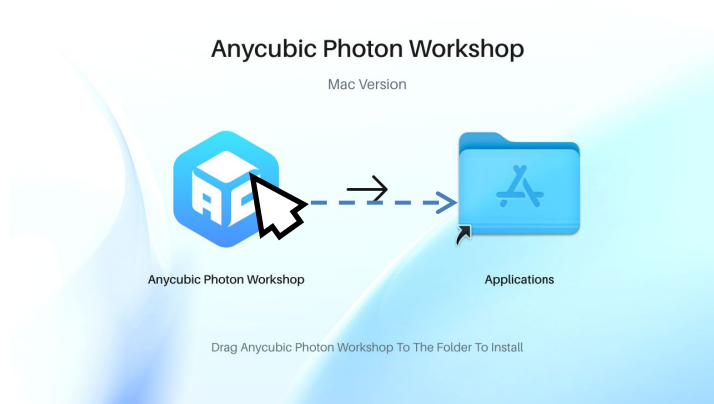 Anycubic Photon Workshop
Mac Version
Anycubic Photon Workshop
Applications
Drag Anycubic Photon Workshop To The Folder To Install